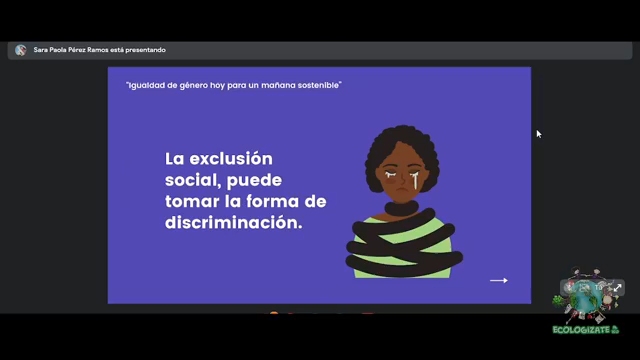 Sara Paola Pérez Ramos está presentando
"Igualdad de género hoy para un mañana sostenible"
La exclusión
social, puede
tomar la forma de
discriminación.
ECOLOGIZATE